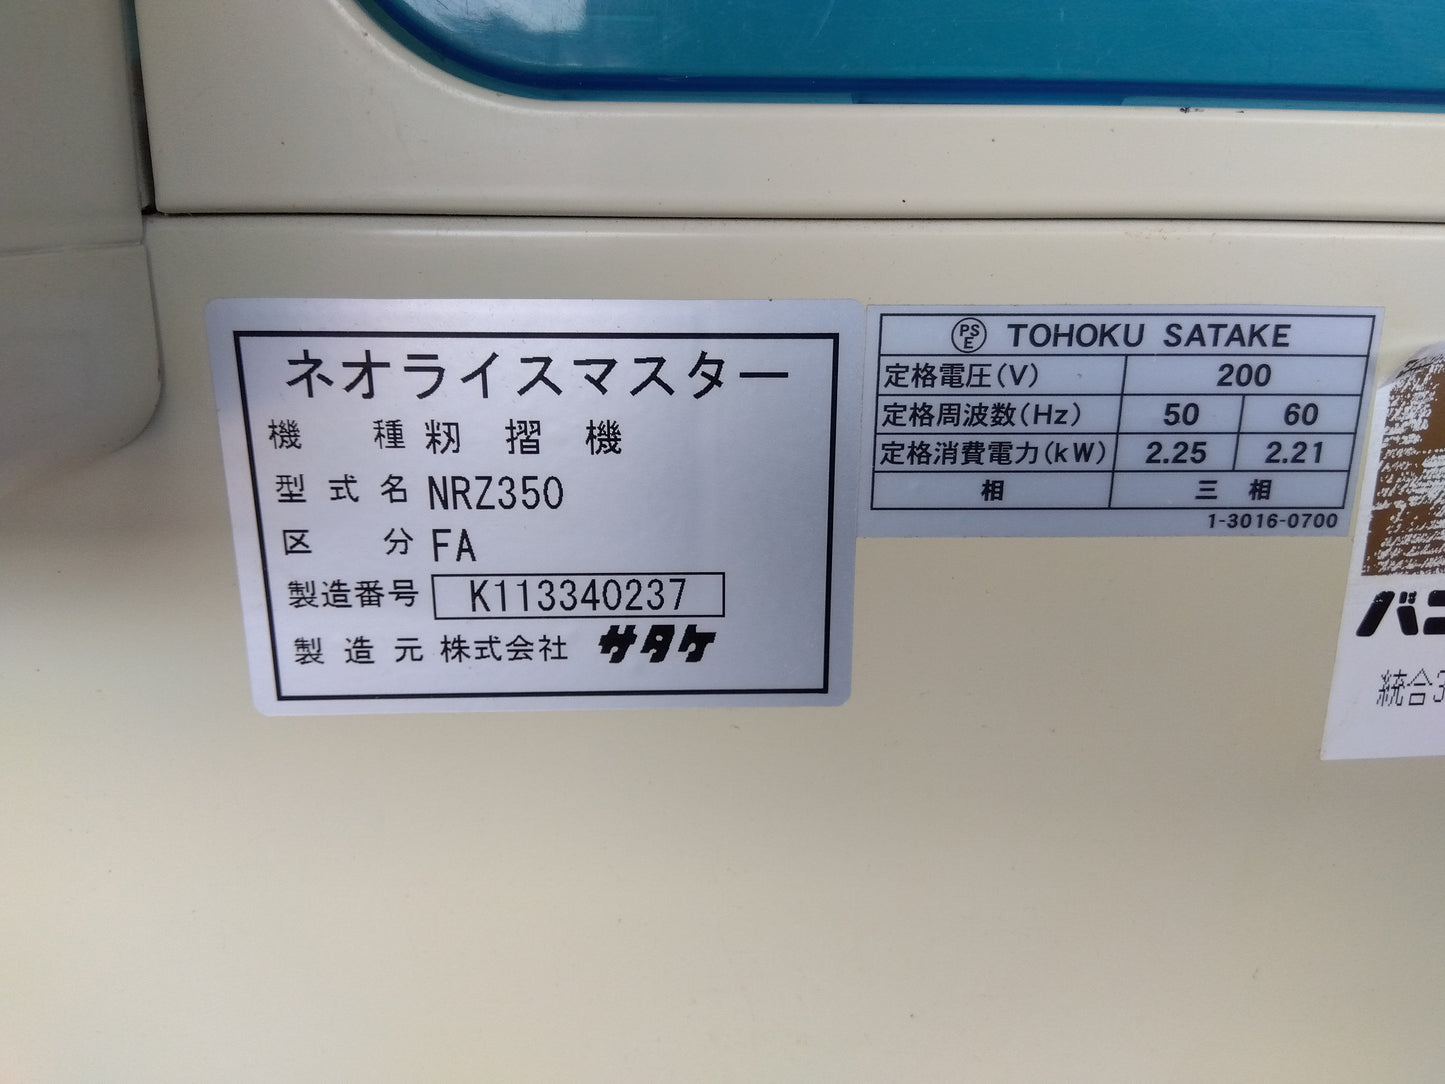 ネオライスマスター
機種 籾摺機
型式名 NRZ350
区分 FA
製造番号 K113340237
製造元 株式会社 サタケ
PSE TOHOKU SATAKE
定格電圧(V) 200
定格周波数(Hz) 50 60
定格消費電力(kW) 2.25 2.21
相 三相
1-3016-0700
バコ
統合3